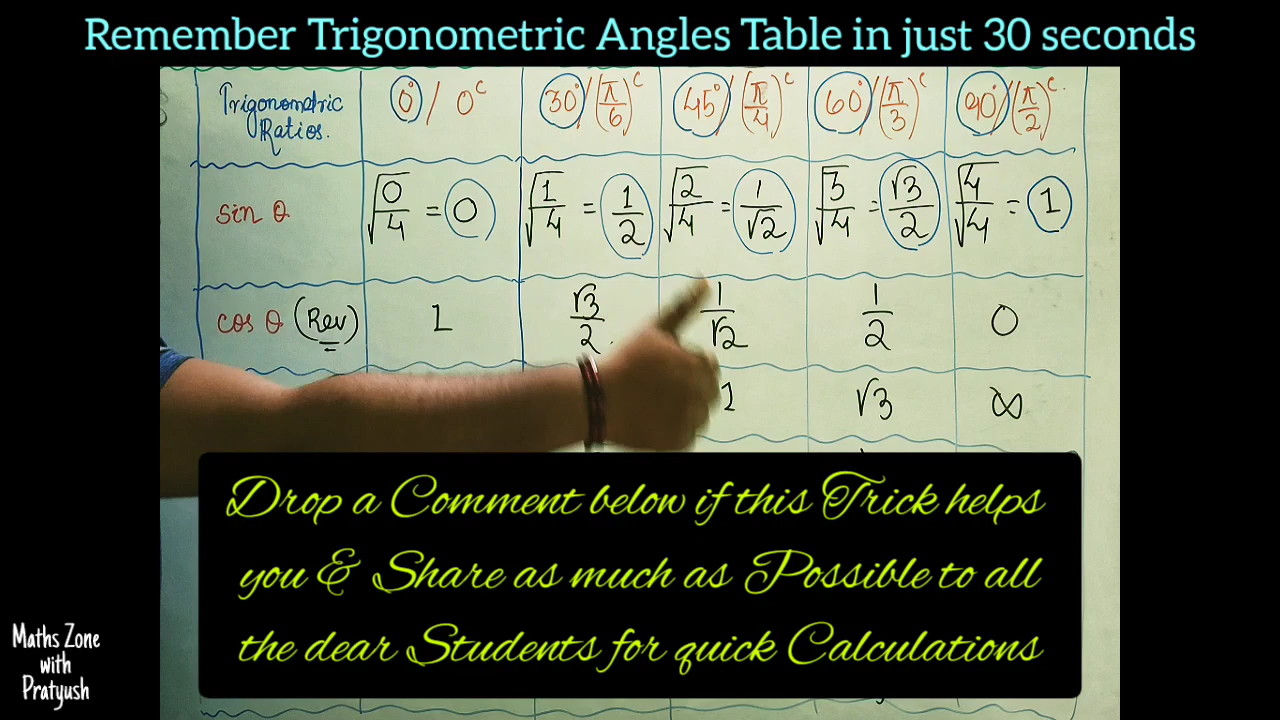 Remember Trigonometric Angles Table in just 30 seconds
Trigonometric Ratios. 0° / 0ᶜ 30°/(π/6)ᶜ 45°/(π/4)ᶜ 60°/(π/3)ᶜ 90°/(π/2)ᶜ
sin θ √(0/4) = 0 √(1/4) = 1/2 √(2/4) = 1/√2 √(3/4) = √3/2 √(4/4) = 1
cos θ (Rev) 1 √3/2 1/√2 1/2 0
1 √3 ∞
Drop a Comment below if this Trick helps
you & Share as much as Possible to all
the dear Students for quick Calculations
Maths Zone
with
Pratyush